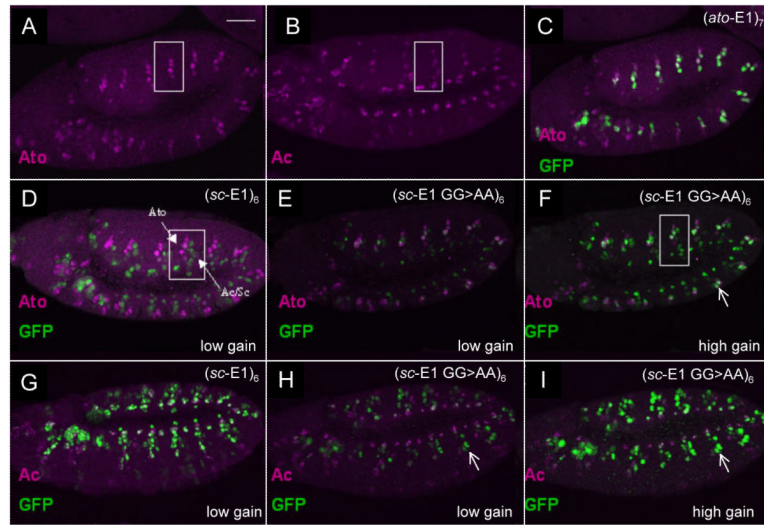 A
Ato
B
Ac
C
(ato-E1)₇
Ato
GFP
D
(sc-E1)₆
Ato
Ac/Sc
Ato
GFP
low gain
E
(sc-E1 GG>AA)₆
Ato
GFP
low gain
F
(sc-E1 GG>AA)₆
Ato
GFP
high gain
G
(sc-E1)₆
Ac
GFP
low gain
H
(sc-E1 GG>AA)₆
Ac
GFP
low gain
I
(sc-E1 GG>AA)₆
Ac
GFP
high gain